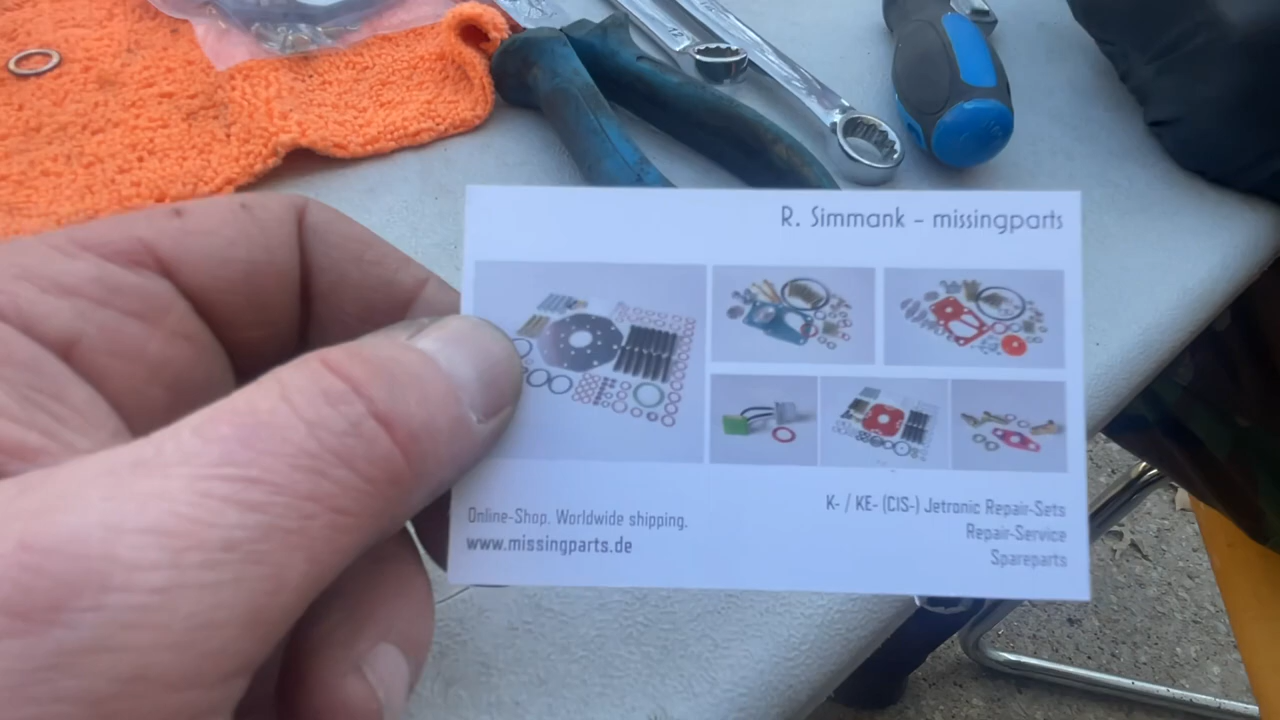 R. Simmank - missingparts
Online-Shop. Worldwide shipping.
www.missingparts.de
K- / KE- (CIS-) Jetronic Repair-Sets
Repair-Service
Spareparts